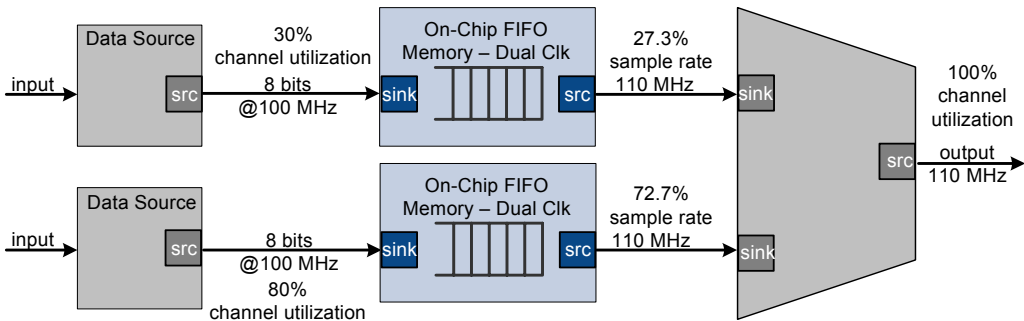 Data Source
input
src
30%
channel utilization
8 bits
@100 MHz
On-Chip FIFO
Memory – Dual Clk
sink
src
27.3%
sample rate
110 MHz
sink
100%
channel
utilization
src
output
110 MHz
Data Source
input
src
8 bits
@100 MHz
80%
channel utilization
On-Chip FIFO
Memory – Dual Clk
sink
src
72.7%
sample rate
110 MHz
sink